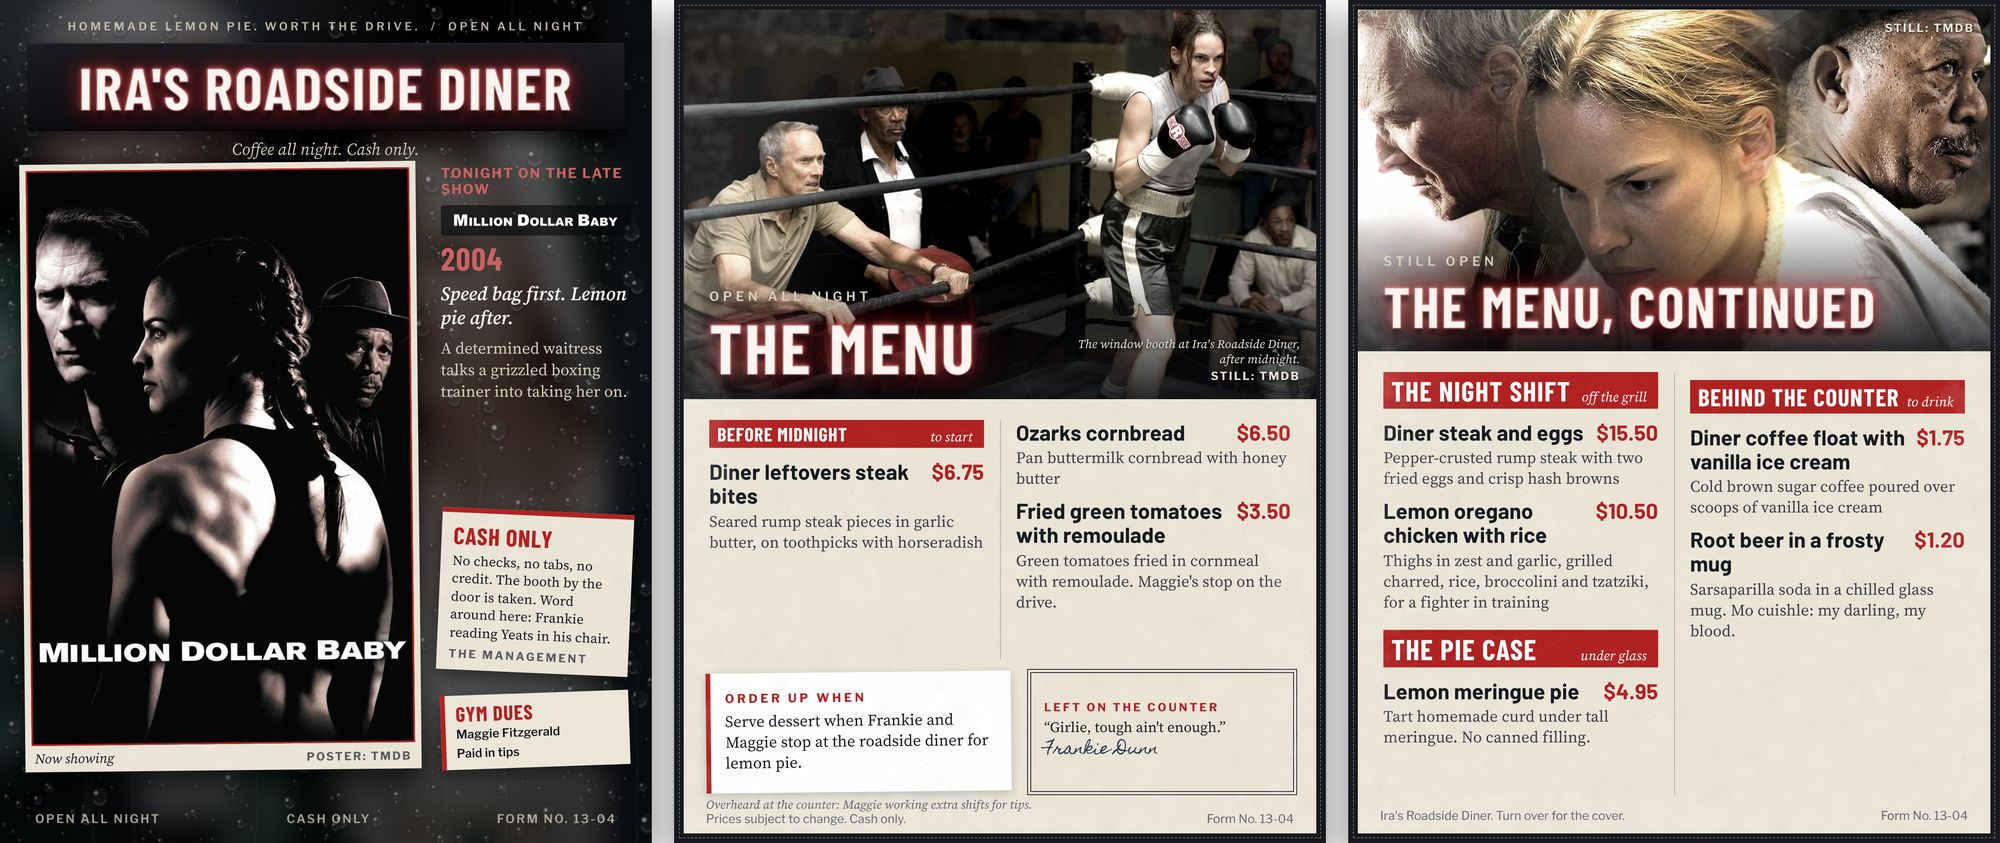 HOMEMADE LEMON PIE. WORTH THE DRIVE. / OPEN ALL NIGHT
IRA'S ROADSIDE DINER
Coffee all night. Cash only.
MILLION DOLLAR BABY
Now showing
POSTER: TMDB
TONIGHT ON THE LATE
SHOW
MILLION DOLLAR BABY
2004
Speed bag first. Lemon
pie after.
A determined waitress
talks a grizzled boxing
trainer into taking her on.
CASH ONLY
No checks, no tabs, no
credit. The booth by the
door is taken. Word
around here: Frankie
reading Yeats in his chair.
THE MANAGEMENT
GYM DUES
Maggie Fitzgerald
Paid in tips
OPEN ALL NIGHT
CASH ONLY
FORM NO. 13-04
OPEN ALL NIGHT
THE MENU
The window booth at Ira's Roadside Diner,
after midnight.
STILL: TMDB
BEFORE MIDNIGHT to start
Diner leftovers steak $6.75
bites
Seared rump steak pieces in garlic
butter, on toothpicks with horseradish
Ozarks cornbread $6.50
Pan buttermilk cornbread with honey
butter
Fried green tomatoes $3.50
with remoulade
Green tomatoes fried in cornmeal
with remoulade. Maggie's stop on the
drive.
ORDER UP WHEN
Serve dessert when Frankie and
Maggie stop at the roadside diner for
lemon pie.
LEFT ON THE COUNTER
“Girlie, tough ain't enough.”
Frankie Dunn
Overheard at the counter: Maggie working extra shifts for tips.
Prices subject to change. Cash only.
Form No. 13-04
STILL: TMDB
STILL OPEN
THE MENU, CONTINUED
THE NIGHT SHIFT off the grill
Diner steak and eggs $15.50
Pepper-crusted rump steak with two
fried eggs and crisp hash browns
Lemon oregano $10.50
chicken with rice
Thighs in zest and garlic, grilled
charred, rice, broccolini and tzatziki,
for a fighter in training
THE PIE CASE under glass
Lemon meringue pie $4.95
Tart homemade curd under tall
meringue. No canned filling.
BEHIND THE COUNTER to drink
Diner coffee float with $1.75
vanilla ice cream
Cold brown sugar coffee poured over
scoops of vanilla ice cream
Root beer in a frosty $1.20
mug
Sarsaparilla soda in a chilled glass
mug. Mo cuishle: my darling, my
blood.
Ira's Roadside Diner. Turn over for the cover.
Form No. 13-04